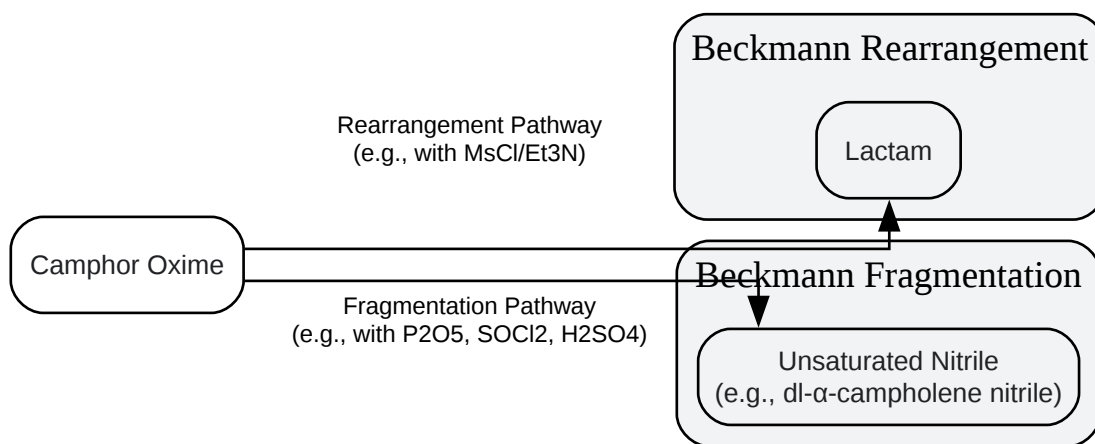 Beckmann Rearrangement
Rearrangement Pathway
(e.g., with MsCl/Et3N)
Lactam
Camphor Oxime
Beckmann Fragmentation
Fragmentation Pathway
(e.g., with P2O5, SOCl2, H2SO4)
Unsaturated Nitrile
(e.g., dl-α-campholene nitrile)